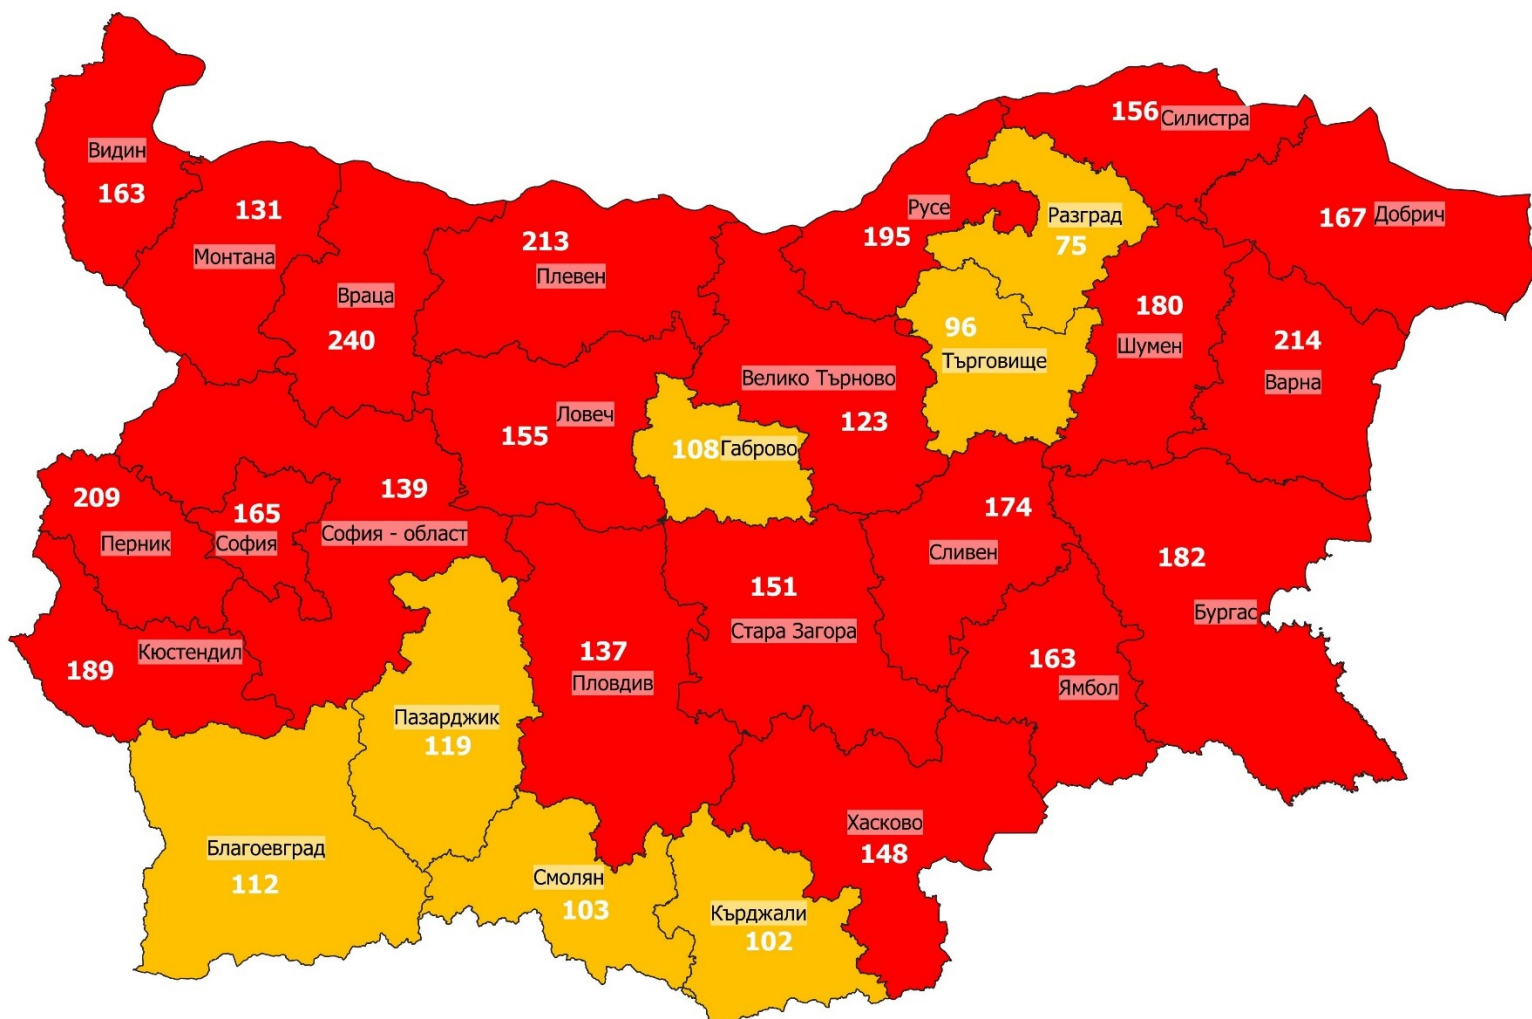 156 Силистра
Видин
163
131
Монтана
Русе
195
Разград
75
167 Добрич
213
Плевен
Враца
240
180
Шумен
96
Търговище
214
Варна
Велико Търново
123
Ловеч
155
108 Габрово
209
Перник
165
София
139
София - област
174
Сливен
182
Бургас
151
Стара Загора
Кюстендил
189
137
Пловдив
163
Ямбол
Пазарджик
119
Хасково
148
Благоевград
112
Смолян
103
Кърджали
102